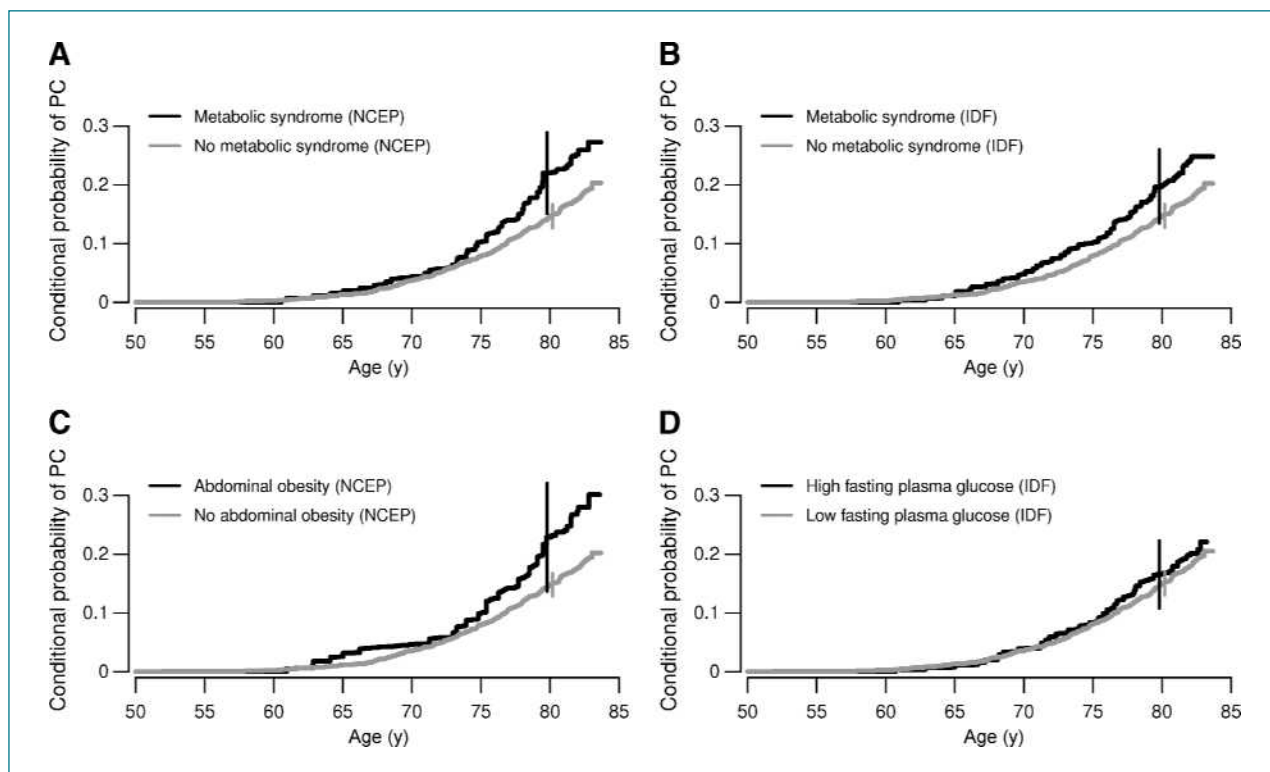 A
Conditional probability of PC
Metabolic syndrome (NCEP)
No metabolic syndrome (NCEP)
0.3
0.2
0.1
0
50 55 60 65 70 75 80 85
Age (y)
B
Conditional probability of PC
Metabolic syndrome (IDF)
No metabolic syndrome (IDF)
0.3
0.2
0.1
0
50 55 60 65 70 75 80 85
Age (y)
C
Conditional probability of PC
Abdominal obesity (NCEP)
No abdominal obesity (NCEP)
0.3
0.2
0.1
0
50 55 60 65 70 75 80 85
Age (y)
D
Conditional probability of PC
High fasting plasma glucose (IDF)
Low fasting plasma glucose (IDF)
0.3
0.2
0.1
0
50 55 60 65 70 75 80 85
Age (y)